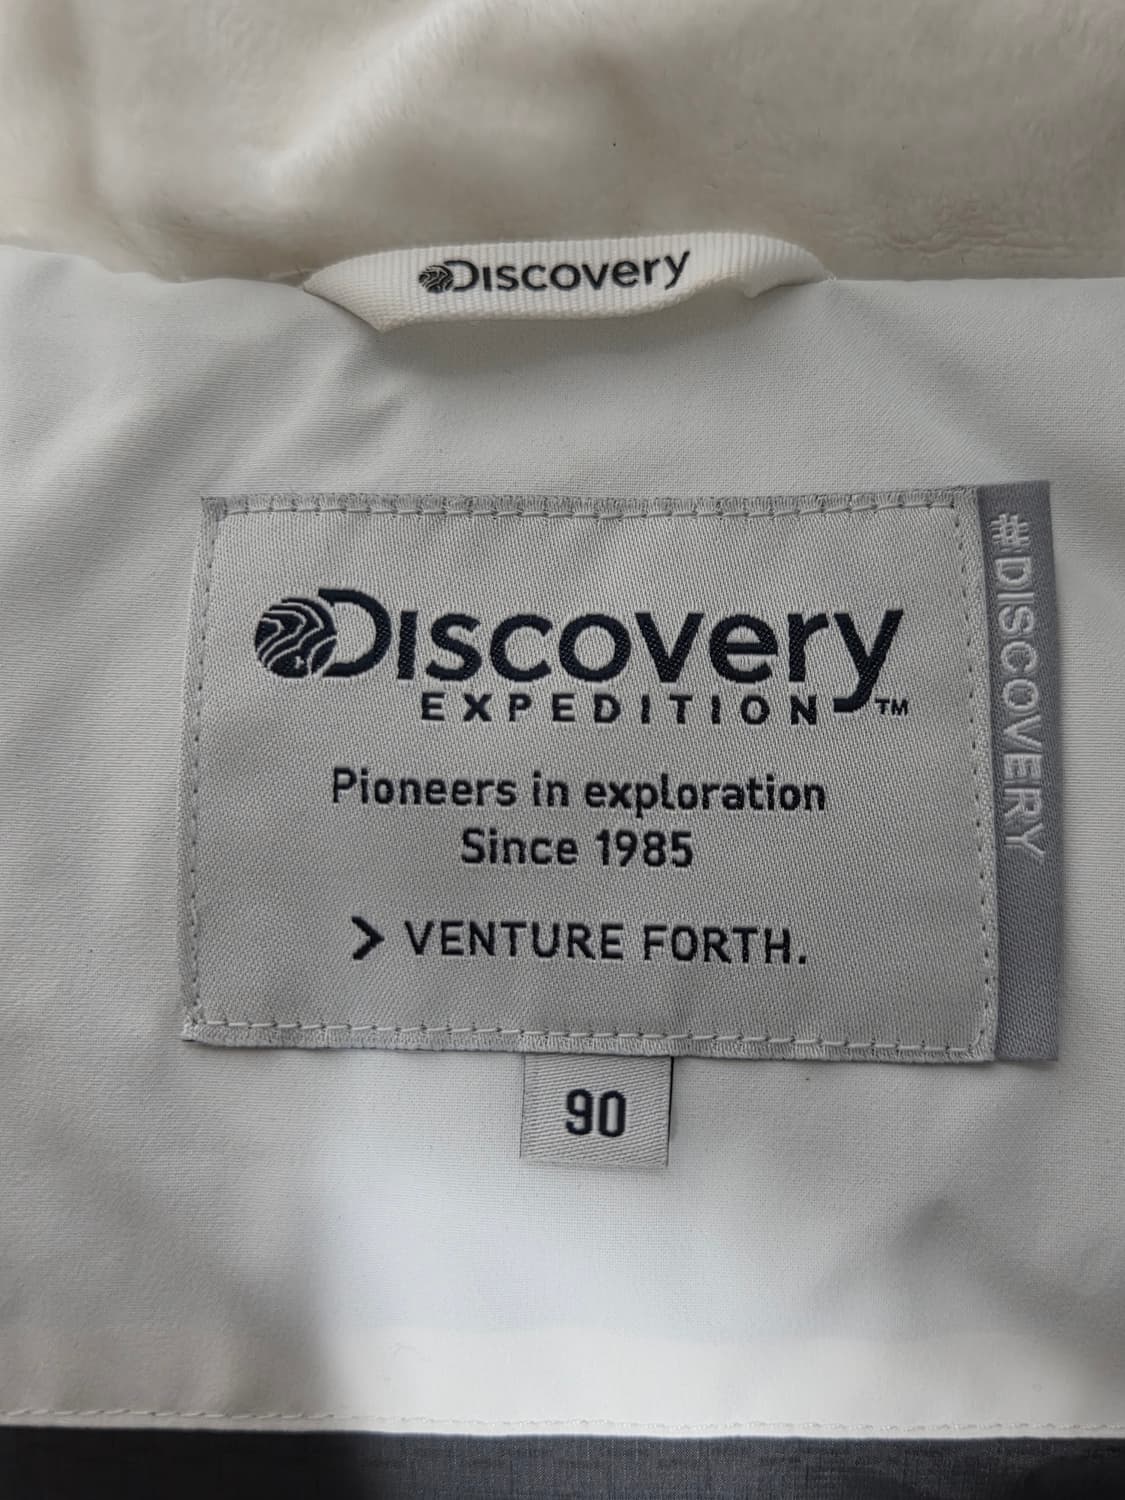 Discovery
Discovery
EXPEDITION™
Pioneers in exploration
Since 1985
> VENTURE FORTH.
#DISCOVERY
90